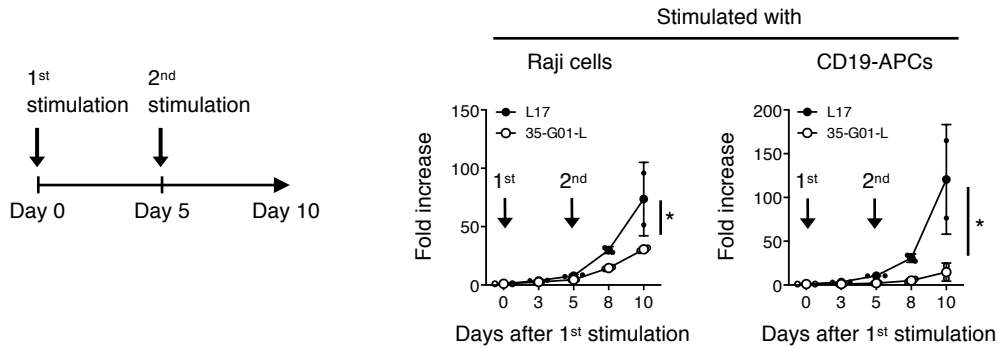 1st
stimulation
2nd
stimulation
Day 0
Day 5
Day 10
Stimulated with
Raji cells
CD19-APCs
Fold increase
150
100
50
0
L17
35-G01-L
1st
2nd
*
0 3 5 8 10
Days after 1st stimulation
Fold increase
200
150
100
50
0
L17
35-G01-L
1st
2nd
*
0 3 5 8 10
Days after 1st stimulation